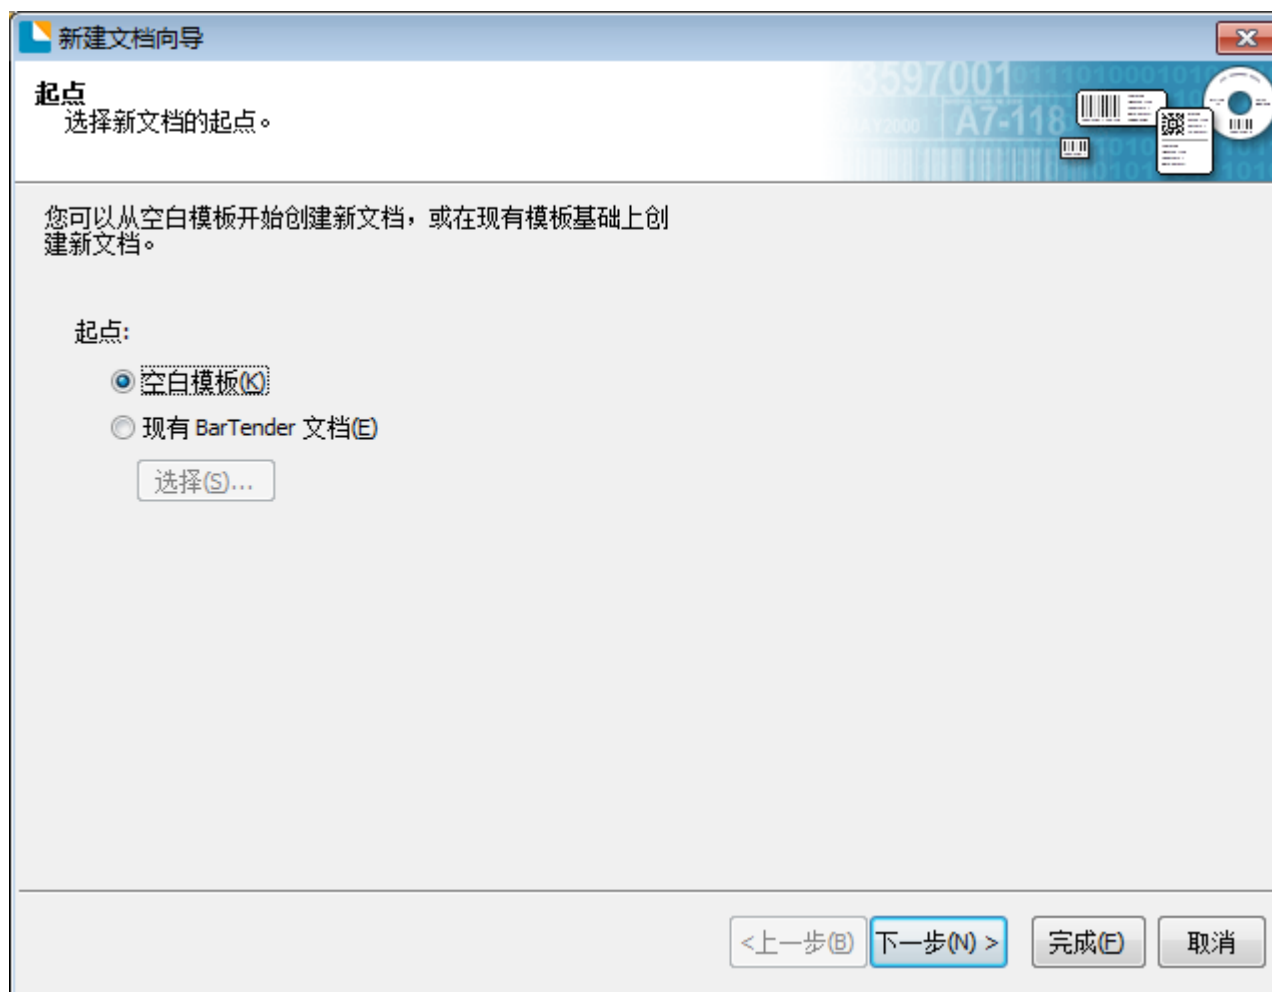 新建文档向导
起点
选择新文档的起点。
43597001
A7-118
您可以从空白模板开始创建新文档，或在现有模板基础上创
建新文档。
起点:
空白模板(K)
现有 BarTender 文档(E)
选择(S)...
<上一步(B) 下一步(N) > 完成(F) 取消